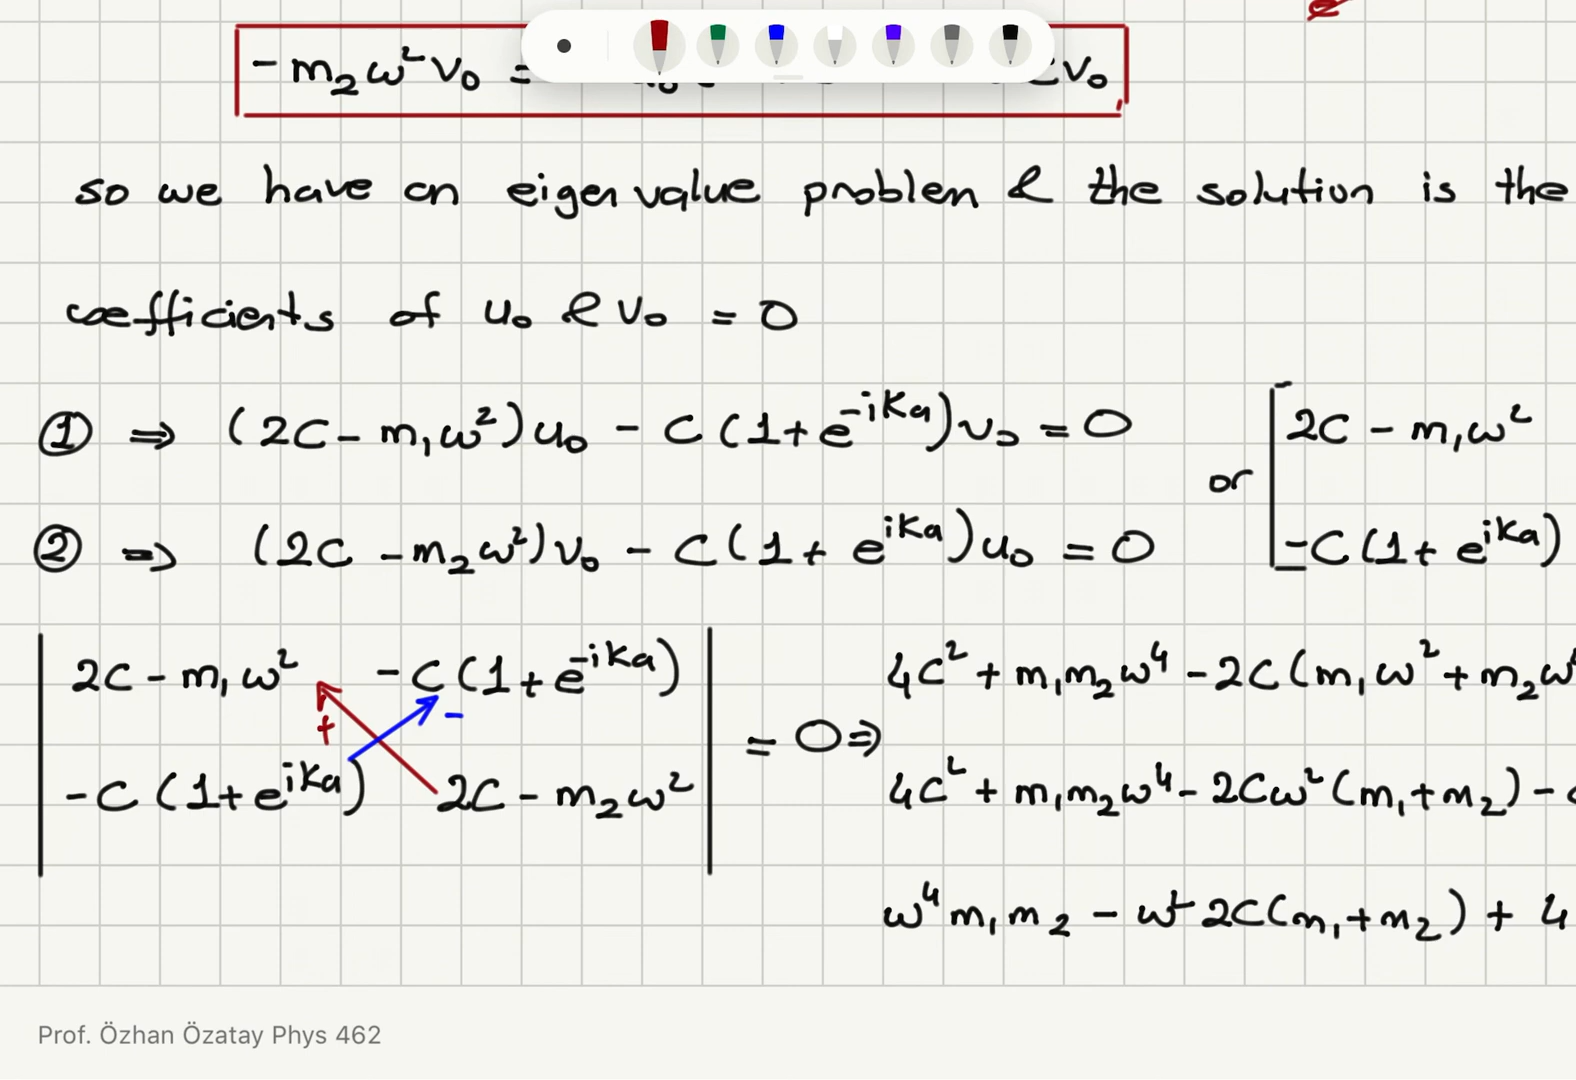 -m₂ω²v₀ = v₀
so we have an eigenvalue problem & the solution is the
coefficients of u₀ & v₀ = 0
① ⇒ (2C - m₁ω²)u₀ - C(1+e^{-iKa})v₀ = 0
or [2C - m₁ω²
② ⇒ (2C - m₂ω²)v₀ - C(1+ e^{iKa})u₀ = 0
-C(1+ e^{iKa})
|2C - m₁ω² -C(1+e^{-iKa})|
+ -
-C(1+e^{iKa}) 2C - m₂ω²
= 0 ⇒
4C² + m₁m₂ω⁴ - 2C(m₁ω² + m₂ω
4C² + m₁m₂ω⁴ - 2Cω²(m₁+m₂) -
ω⁴m₁m₂ - ω²2C(m₁+m₂) + 4
Prof. Özhan Özatay Phys 462